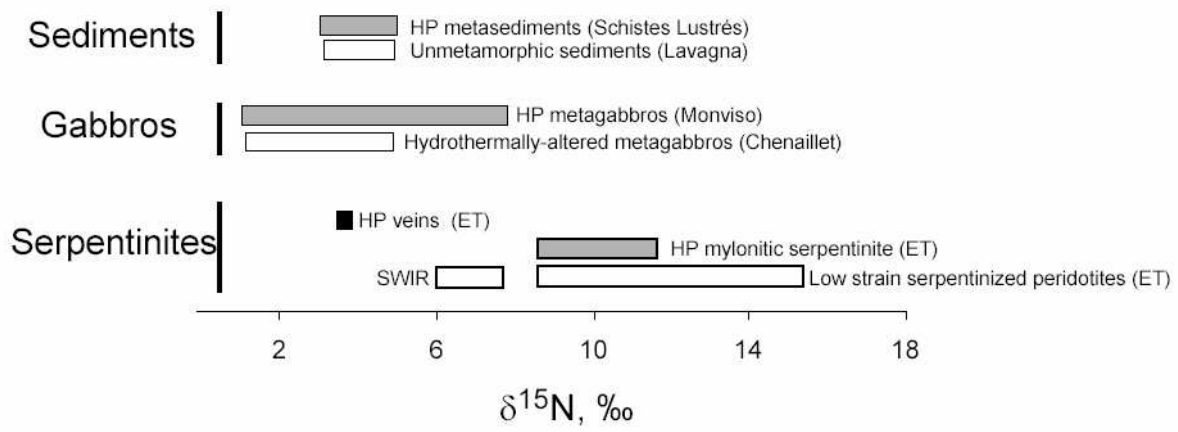 Sediments
HP metasediments (Schistes Lustrés)
Unmetamorphic sediments (Lavagna)
Gabbros
HP metagabbros (Monviso)
Hydrothermally-altered metagabbros (Chenaillet)
Serpentinites
HP veins (ET)
HP mylonitic serpentinite (ET)
SWIR
Low strain serpentinized peridotites (ET)
2 6 10 14 18
δ15N, ‰